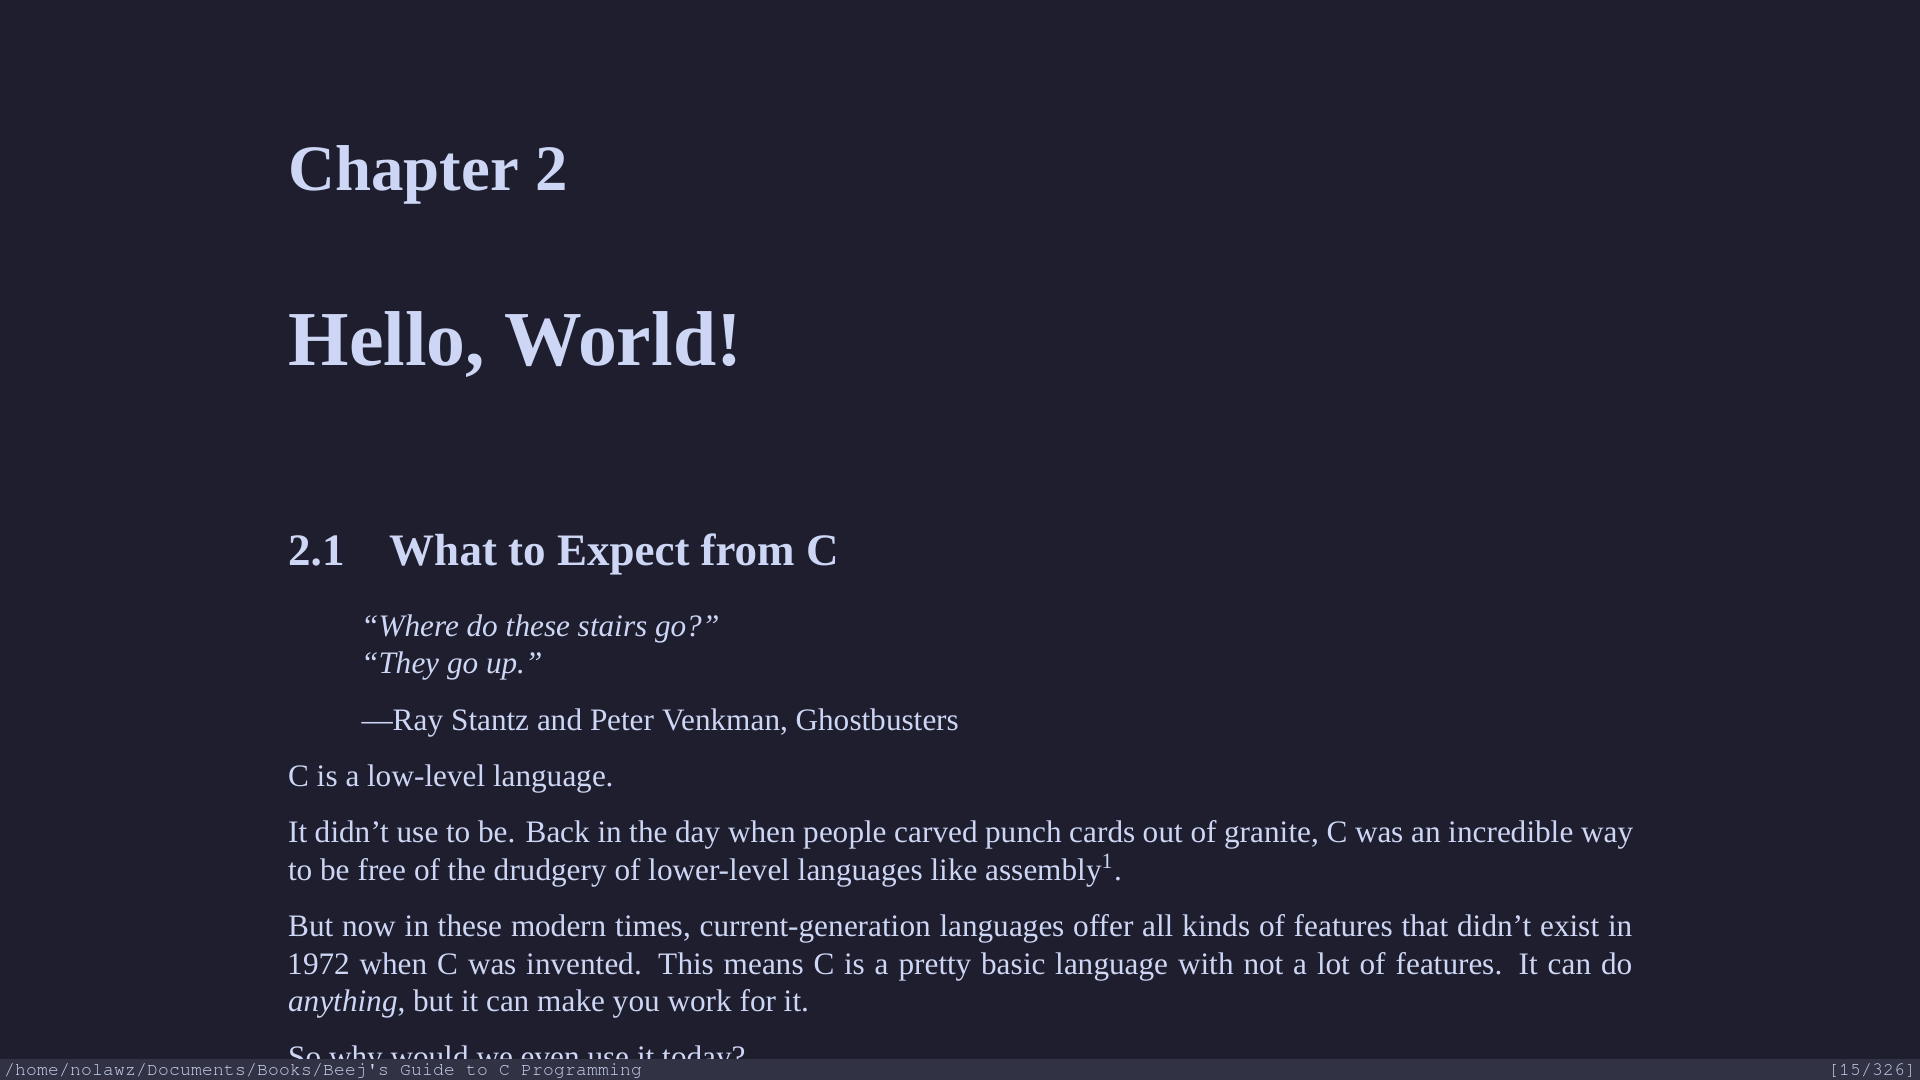 Chapter 2
Hello, World!
2.1 What to Expect from C
“Where do these stairs go?”
“They go up.”
—Ray Stantz and Peter Venkman, Ghostbusters
C is a low-level language.
It didn’t use to be. Back in the day when people carved punch cards out of granite, C was an incredible way
to be free of the drudgery of lower-level languages like assembly1.
But now in these modern times, current-generation languages offer all kinds of features that didn’t exist in
1972 when C was invented. This means C is a pretty basic language with not a lot of features. It can do
anything, but it can make you work for it.
So why would we even use it today?
/home/nolawz/Documents/Books/Beej's Guide to C Programming [15/326]